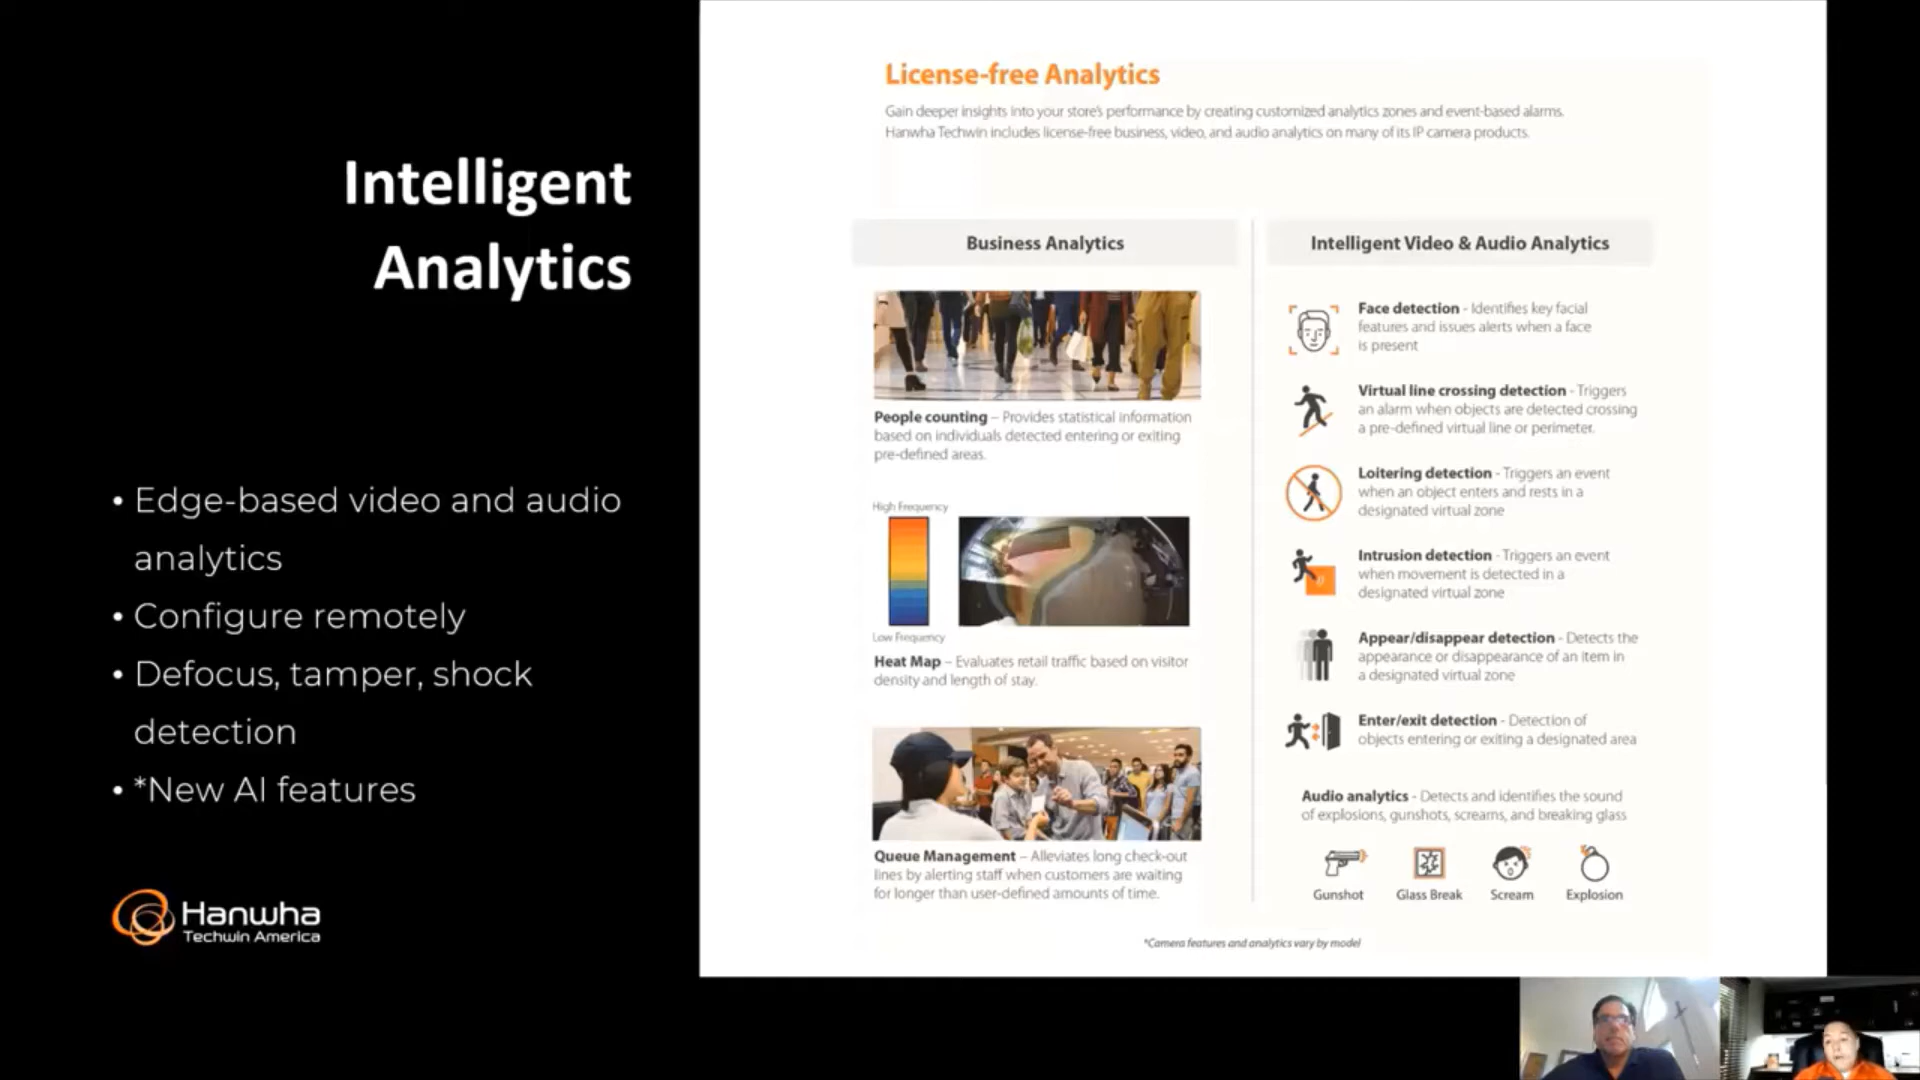 Intelligent
Analytics
• Edge-based video and audio
analytics
• Configure remotely
• Defocus, tamper, shock
detection
• *New AI features
Hanwha
Techwin America
License-free Analytics
Gain deeper insights into your store's performance by creating customized analytics zones and event-based alarms.
Hanwha Techwin includes license-free business, video, and audio analytics on many of its IP camera products.
Business Analytics
People counting – Provides statistical information
based on individuals detected entering or exiting
pre-defined areas.
High Frequency
Low Frequency
Heat Map – Evaluates retail traffic based on visitor
density and length of stay.
Queue Management – Alleviates long check-out
lines by alerting staff when customers are waiting
for longer than user-defined amounts of time.
Intelligent Video & Audio Analytics
Face detection - Identifies key facial
features and issues alerts when a face
is present
Virtual line crossing detection - Triggers
an alarm when objects are detected crossing
a pre-defined virtual line or perimeter.
Loitering detection - Triggers an event
when an object enters and rests in a
designated virtual zone
Intrusion detection - Triggers an event
when movement is detected in a
designated virtual zone
Appear/disappear detection - Detects the
appearance or disappearance of an item in
a designated virtual zone
Enter/exit detection - Detection of
objects entering or exiting a designated area
Audio analytics - Detects and identifies the sound
of explosions, gunshots, screams, and breaking glass
Gunshot
Glass Break
Scream
Explosion
*Camera features and analytics vary by model